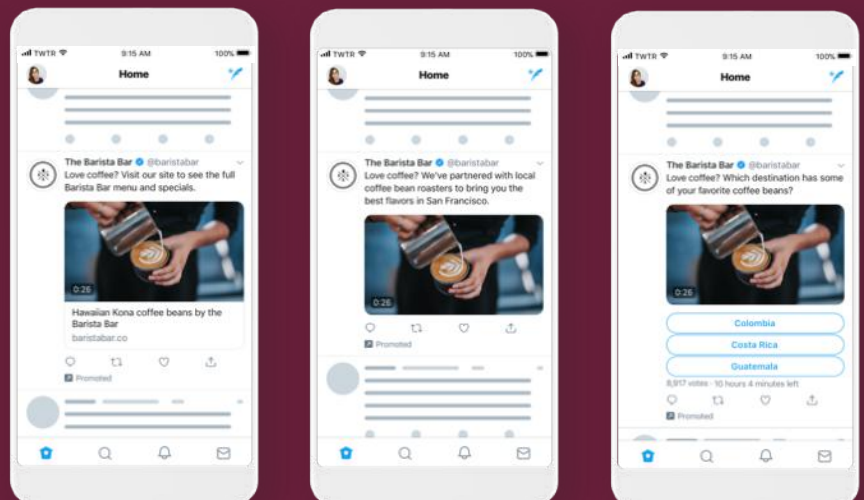 TWTR 9:15 AM 100%
Home
The Barista Bar @baristabar
Love coffee? Visit our site to see the full
Barista Bar menu and specials.
0:26
Hawaiian Kona coffee beans by the
Barista Bar
baristabar.co
Promoted
TWTR 9:15 AM 100%
Home
The Barista Bar @baristabar
Love coffee? We've partnered with local
coffee bean roasters to bring you the
best flavors in San Francisco.
0:26
Promoted
TWTR 9:15 AM 100%
Home
The Barista Bar @baristabar
Love coffee? Which destination has some
of your favorite coffee beans?
0:26
Colombia
Costa Rica
Guatemala
8,917 votes · 10 hours 4 minutes left
Promoted